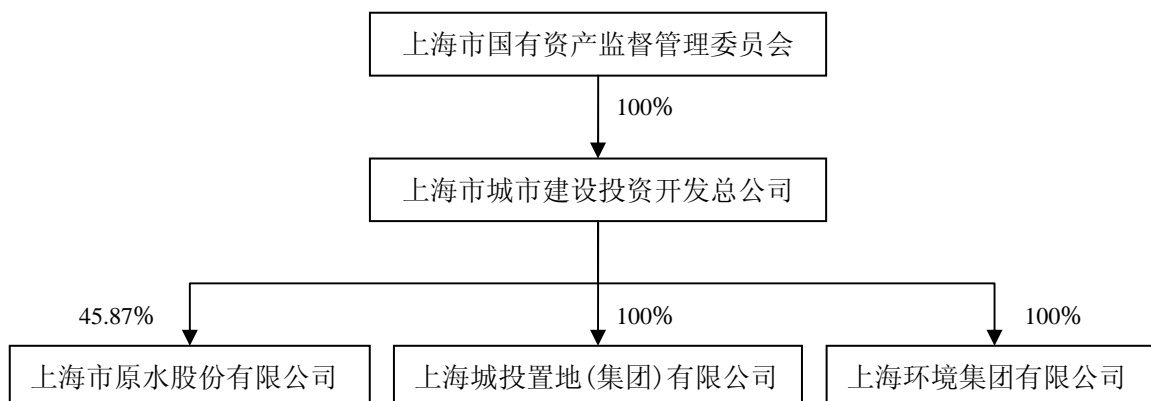 上海市国有资产监督管理委员会
100%
上海市城市建设投资开发总公司
45.87%
100%
100%
上海市原水股份有限公司
上海城投置地(集团)有限公司
上海环境集团有限公司